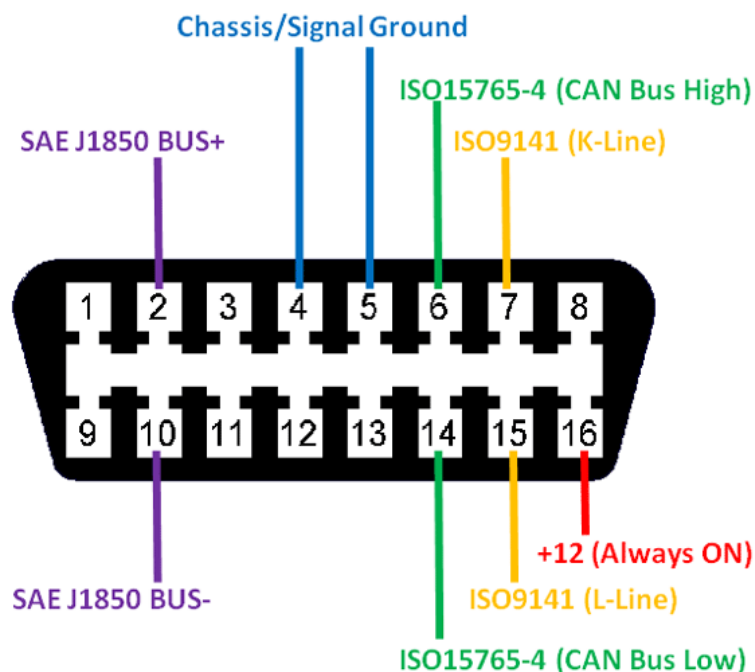 Chassis/Signal Ground
ISO15765-4 (CAN Bus High)
SAE J1850 BUS+
ISO9141 (K-Line)
1 2 3 4 5 6 7 8
9 10 11 12 13 14 15 16
+12 (Always ON)
SAE J1850 BUS-
ISO9141 (L-Line)
ISO15765-4 (CAN Bus Low)